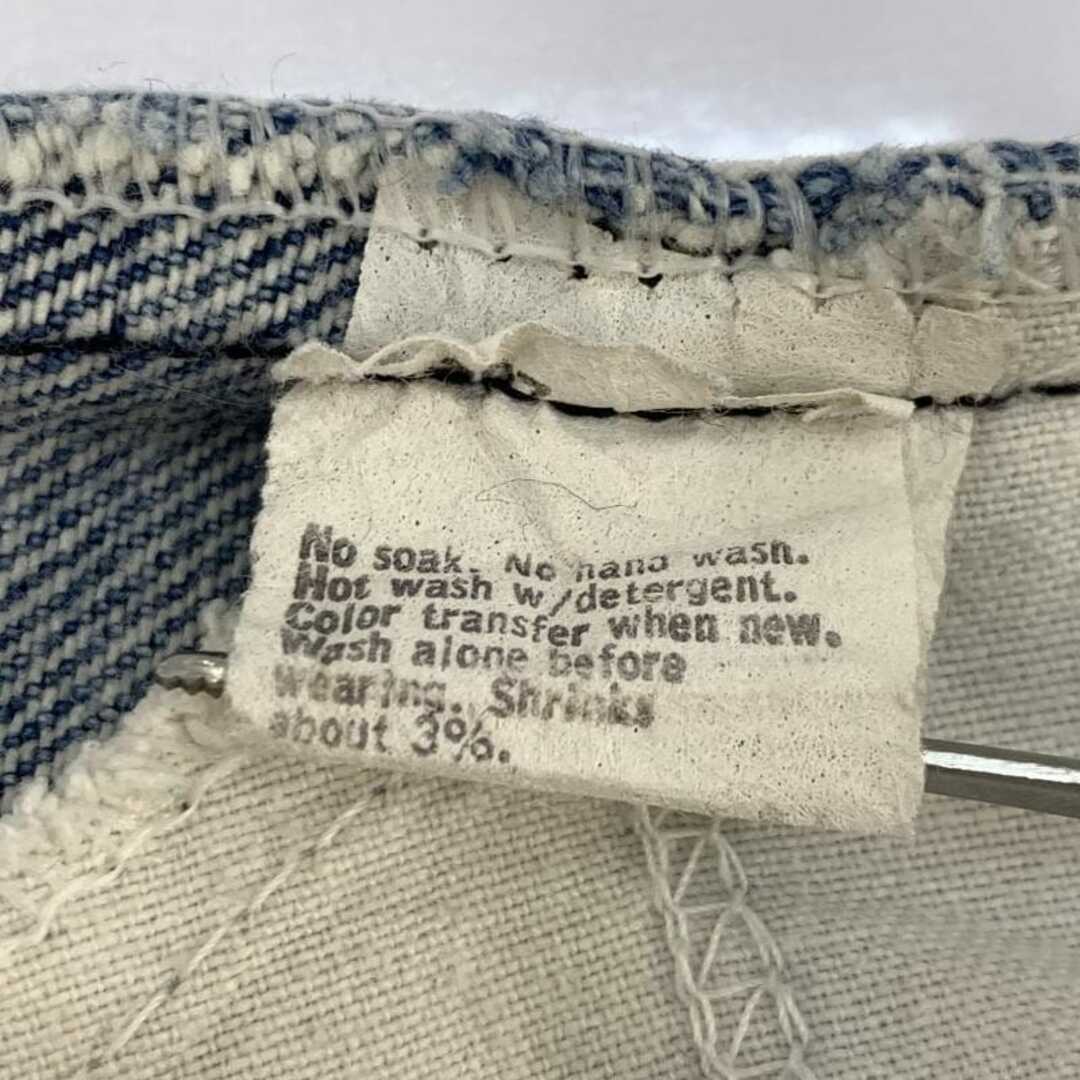 No soak. No hand wash.
Hot wash w/detergent.
Color transfer when new.
Wash alone before
wearing. Shrinks
about 3%.